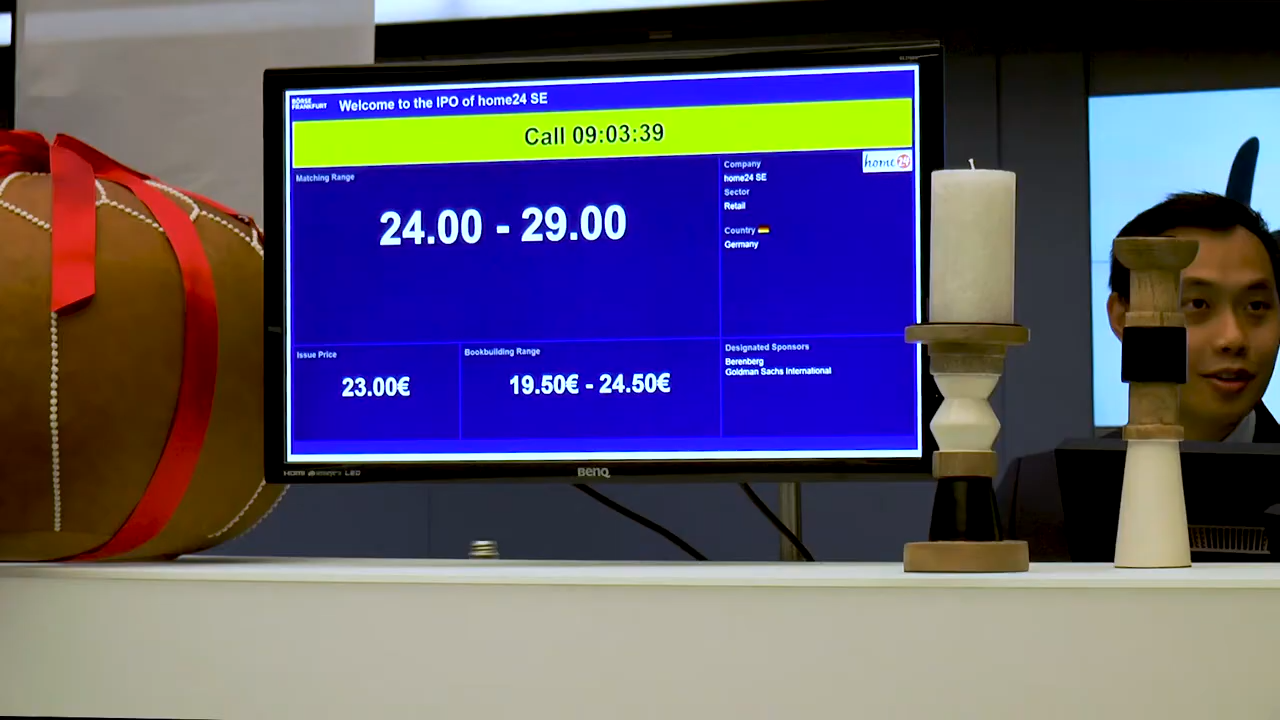 BÖRSE
FRANKFURT
Welcome to the IPO of home24 SE
Call 09:03:39
Matching Range
24.00 - 29.00
Company
home24 SE
Sector
Retail
Country
Germany
home24
Issue Price
23.00€
Bookbuilding Range
19.50€ - 24.50€
Designated Sponsors
Berenberg
Goldman Sachs International
HDMI
LED
BenQ